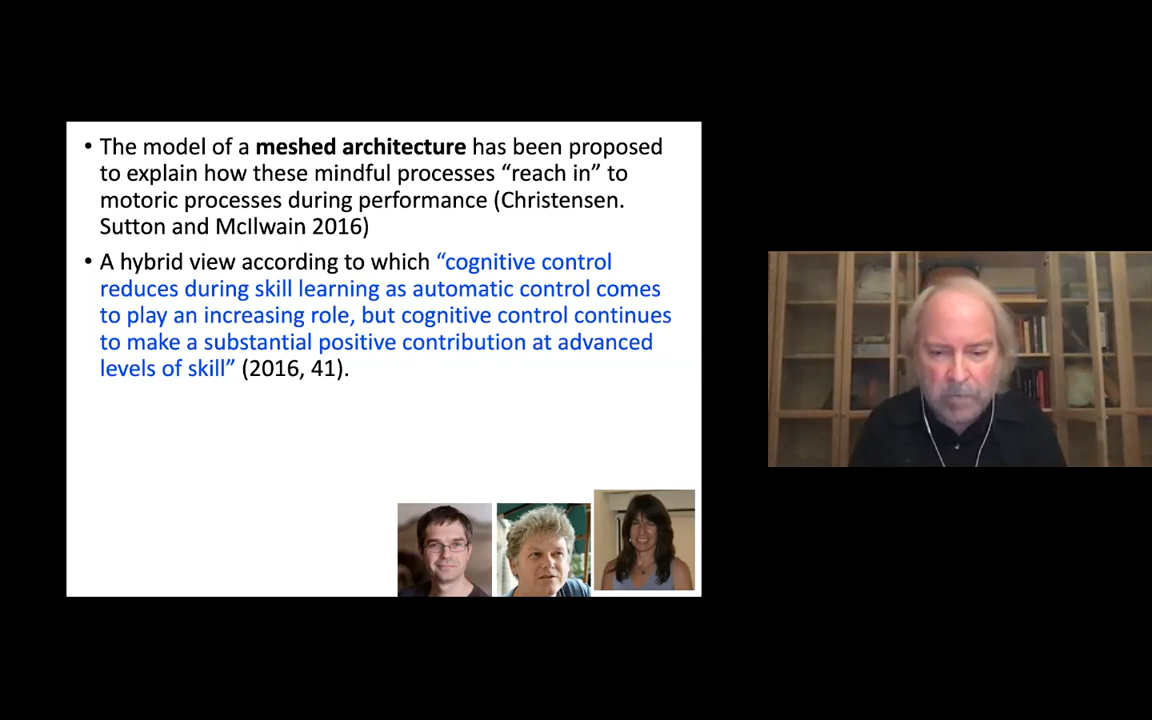 • The model of a meshed architecture has been proposed
to explain how these mindful processes “reach in” to
motoric processes during performance (Christensen.
Sutton and McIlwain 2016)
• A hybrid view according to which “cognitive control
reduces during skill learning as automatic control comes
to play an increasing role, but cognitive control continues
to make a substantial positive contribution at advanced
levels of skill” (2016, 41).